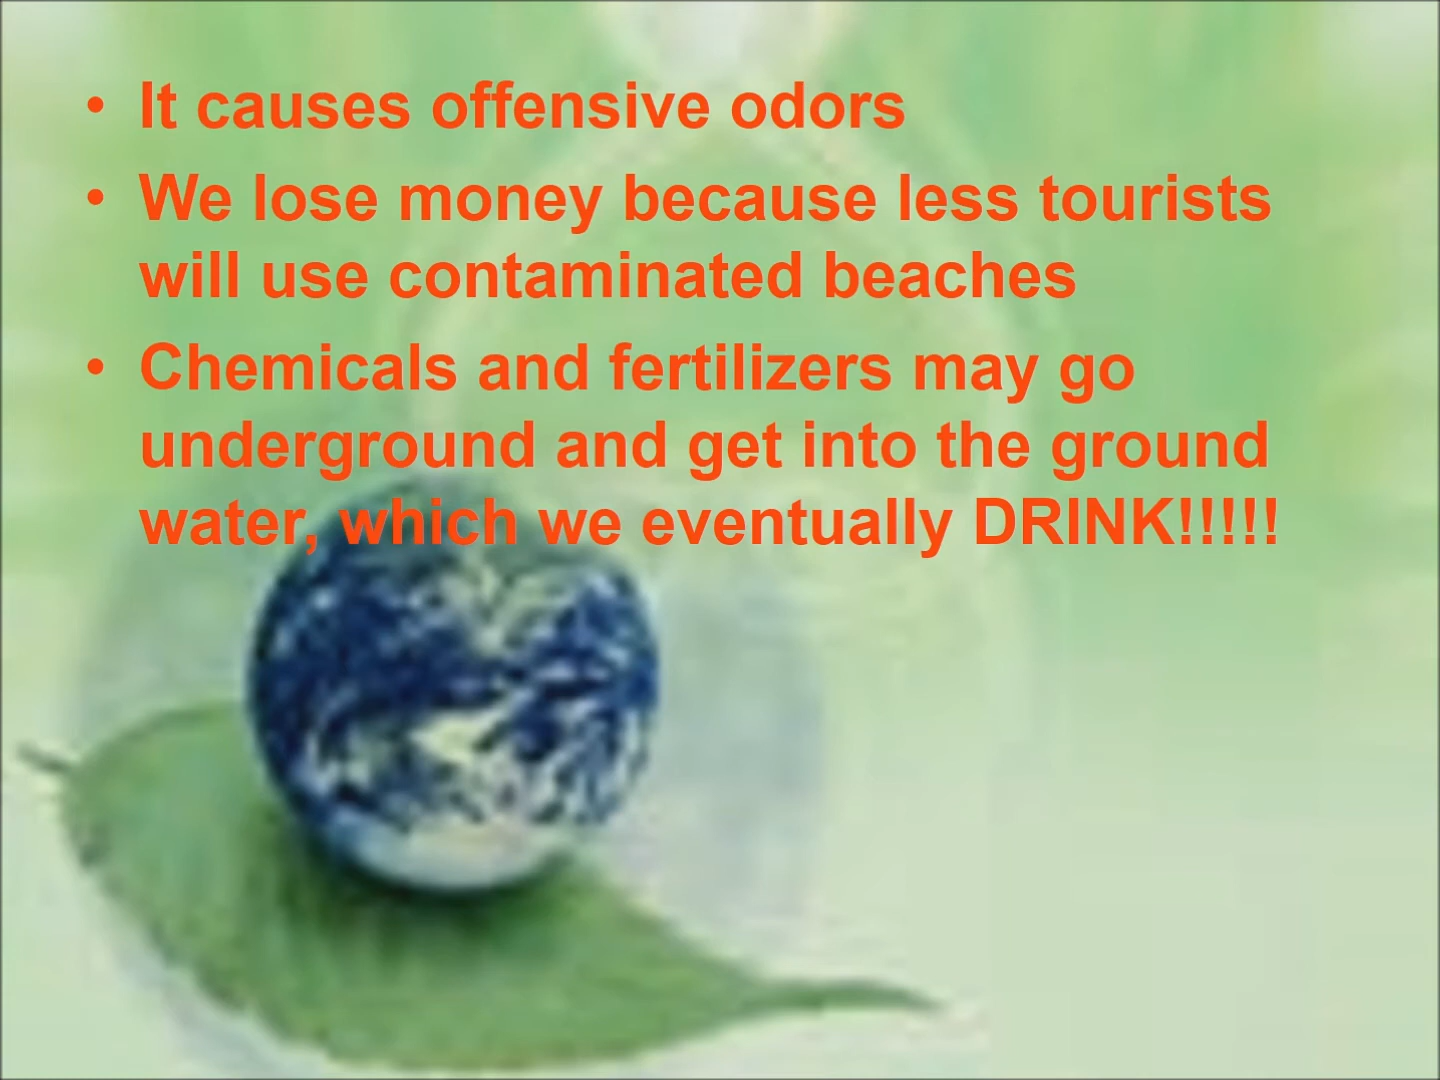 • It causes offensive odors
• We lose money because less tourists
will use contaminated beaches
• Chemicals and fertilizers may go
underground and get into the ground
water, which we eventually DRINK!!!!!